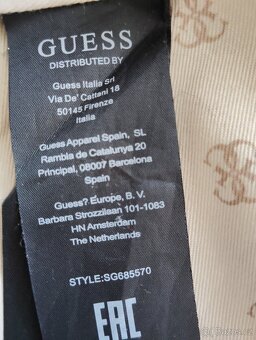 GUESS
DISTRIBUTED BY
Guess Italia Srl
Via De' Cattani 18
50145 Firenze
Italia
Guess Apparel Spain, SL
Rambla de Catalunya 20
Principal, 08007 Barcelona
Spain
Guess? Europe, B. V.
Barbara Strozzilaan 101-1083
HN Amsterdam
The Netherlands
STYLE:SG685570
EAC